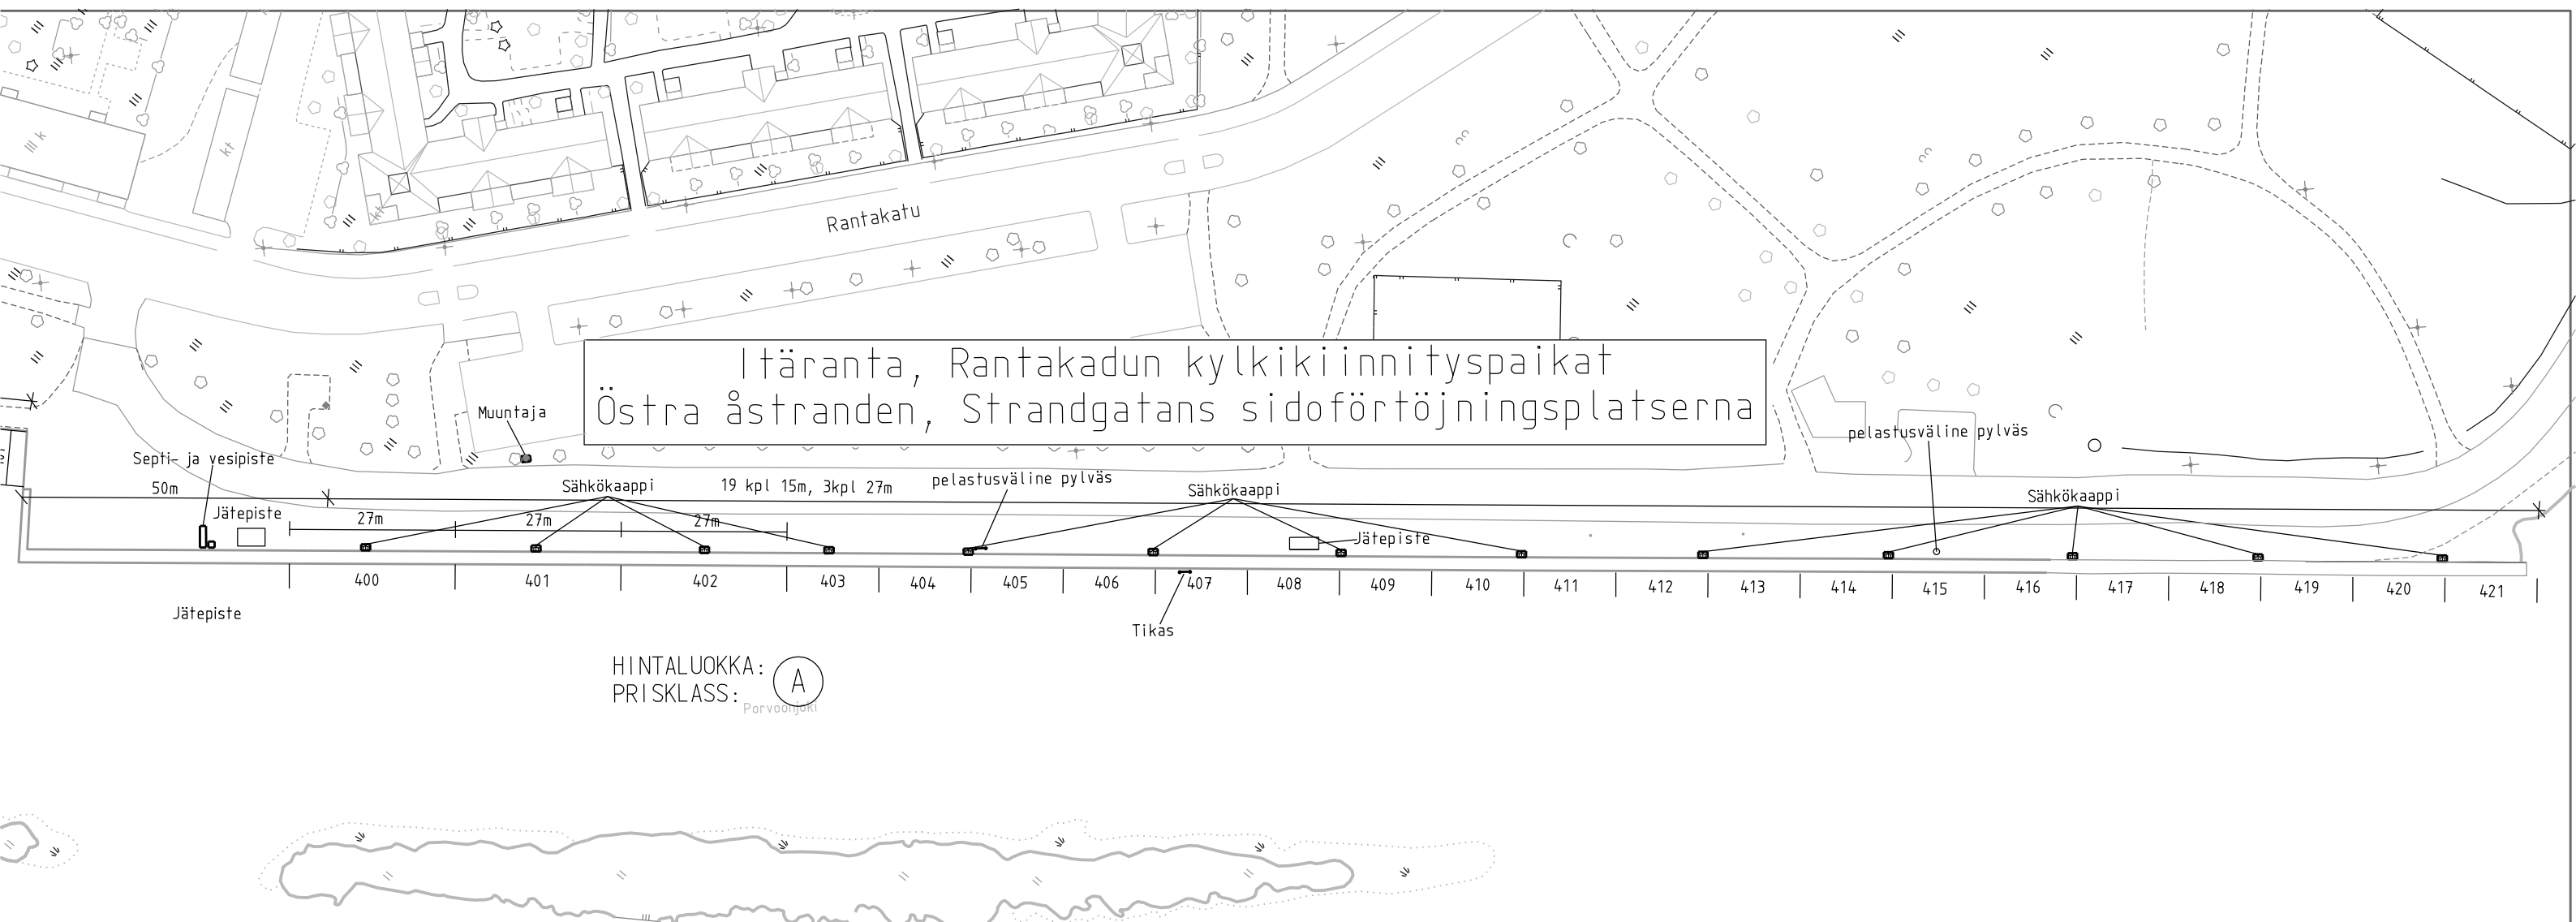 III k
kt
kt
Rantakatu
Itäranta, Rantakadun kylkikiinnityspaikat
Östra åstranden, Strandgatans sidoförtöjningsplatserna
Muuntaja
pelastusväline pylväs
Septi- ja vesipiste
50m
Sähkökaappi
19 kpl 15m, 3kpl 27m
pelastusväline pylväs
Sähkökaappi
Sähkökaappi
Jätepiste
27m
27m
27m
Jätepiste
400 401 402 403 404 405 406 407 408 409 410 411 412 413 414 415 416 417 418 419 420 421
Jätepiste
Tikas
HINTALUOKKA: A
PRISKLASS:
Porvoonjoki